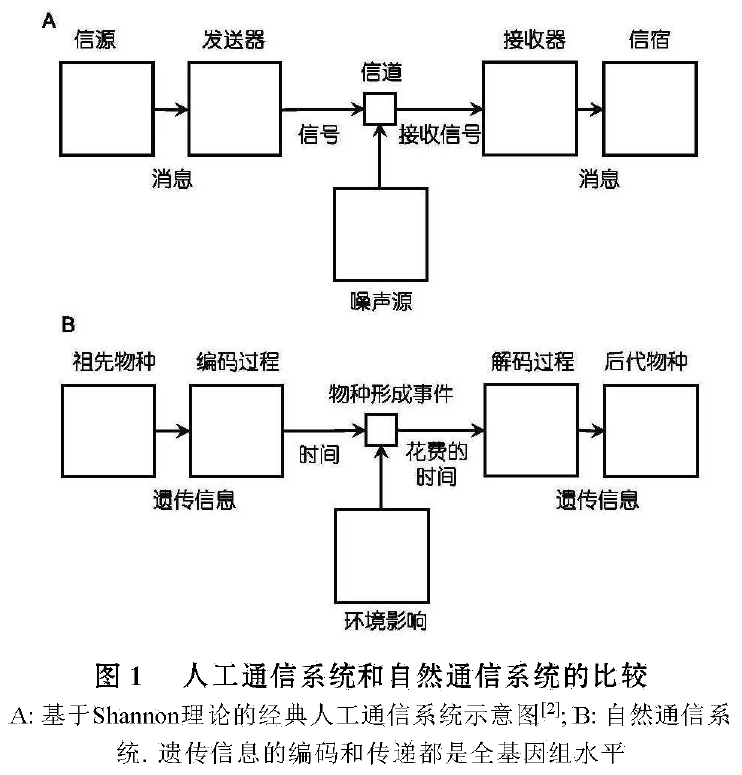 A
信源 发送器 接收器 信宿
信道
信号 接收信号
消息 消息
噪声源
B
祖先物种 编码过程 解码过程 后代物种
物种形成事件
时间 花费的
时间
遗传信息 遗传信息
环境影响
图 1 人工通信系统和自然通信系统的比较
A: 基于Shannon理论的经典人工通信系统示意图[2]; B: 自然通信系
统. 遗传信息的编码和传递都是全基因组水平